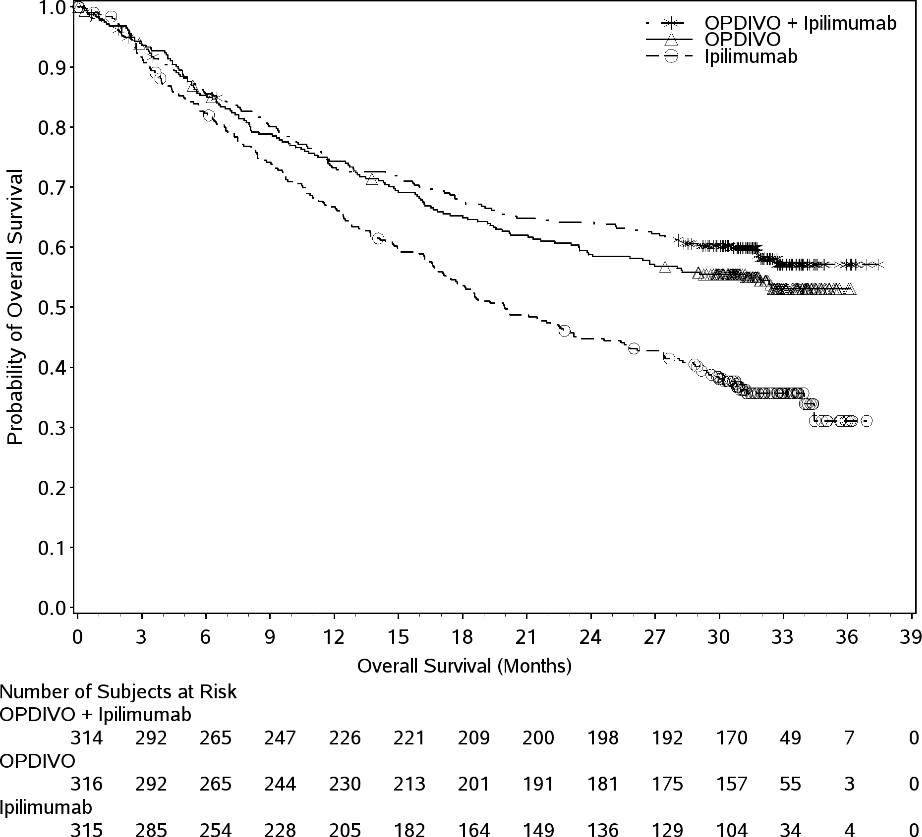 OPDIVO + Ipilimumab
OPDIVO
Ipilimumab
Probability of Overall Survival
1.0
0.9
0.8
0.7
0.6
0.5
0.4
0.3
0.2
0.1
0.0
0 3 6 9 12 15 18 21 24 27 30 33 36 39
Overall Survival (Months)
Number of Subjects at Risk
OPDIVO + Ipilimumab
314 292 265 247 226 221 209 200 198 192 170 49 7 0
OPDIVO
316 292 265 244 230 213 201 191 181 175 157 55 3 0
Ipilimumab
315 285 254 228 205 182 164 149 136 129 104 34 4 0